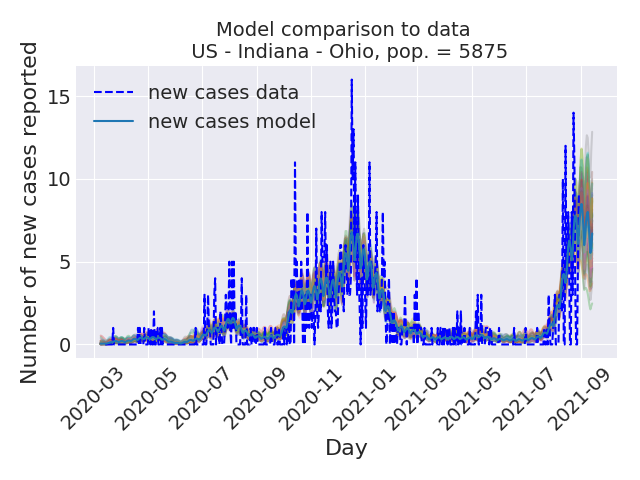 Model comparison to data
US - Indiana - Ohio, pop. = 5875
Number of new cases reported
15
10
5
0
new cases data
new cases model
2020-03
2020-05
2020-07
2020-09
2020-11
2021-01
2021-03
2021-05
2021-07
2021-09
Day